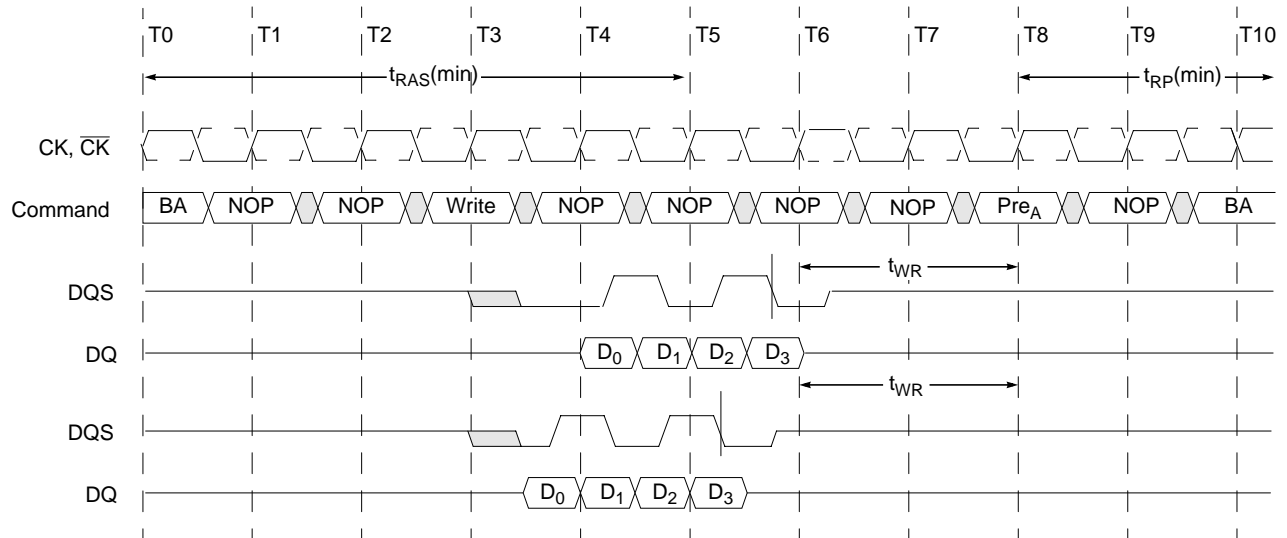 T0 T1 T2 T3 T4 T5 T6 T7 T8 T9 T10
tRAS(min) tRP(min)
CK, C̅K̅
Command BA NOP NOP Write NOP NOP NOP NOP PreA NOP BA
tWR
DQS
DQ D0 D1 D2 D3
tWR
DQS
DQ D0 D1 D2 D3